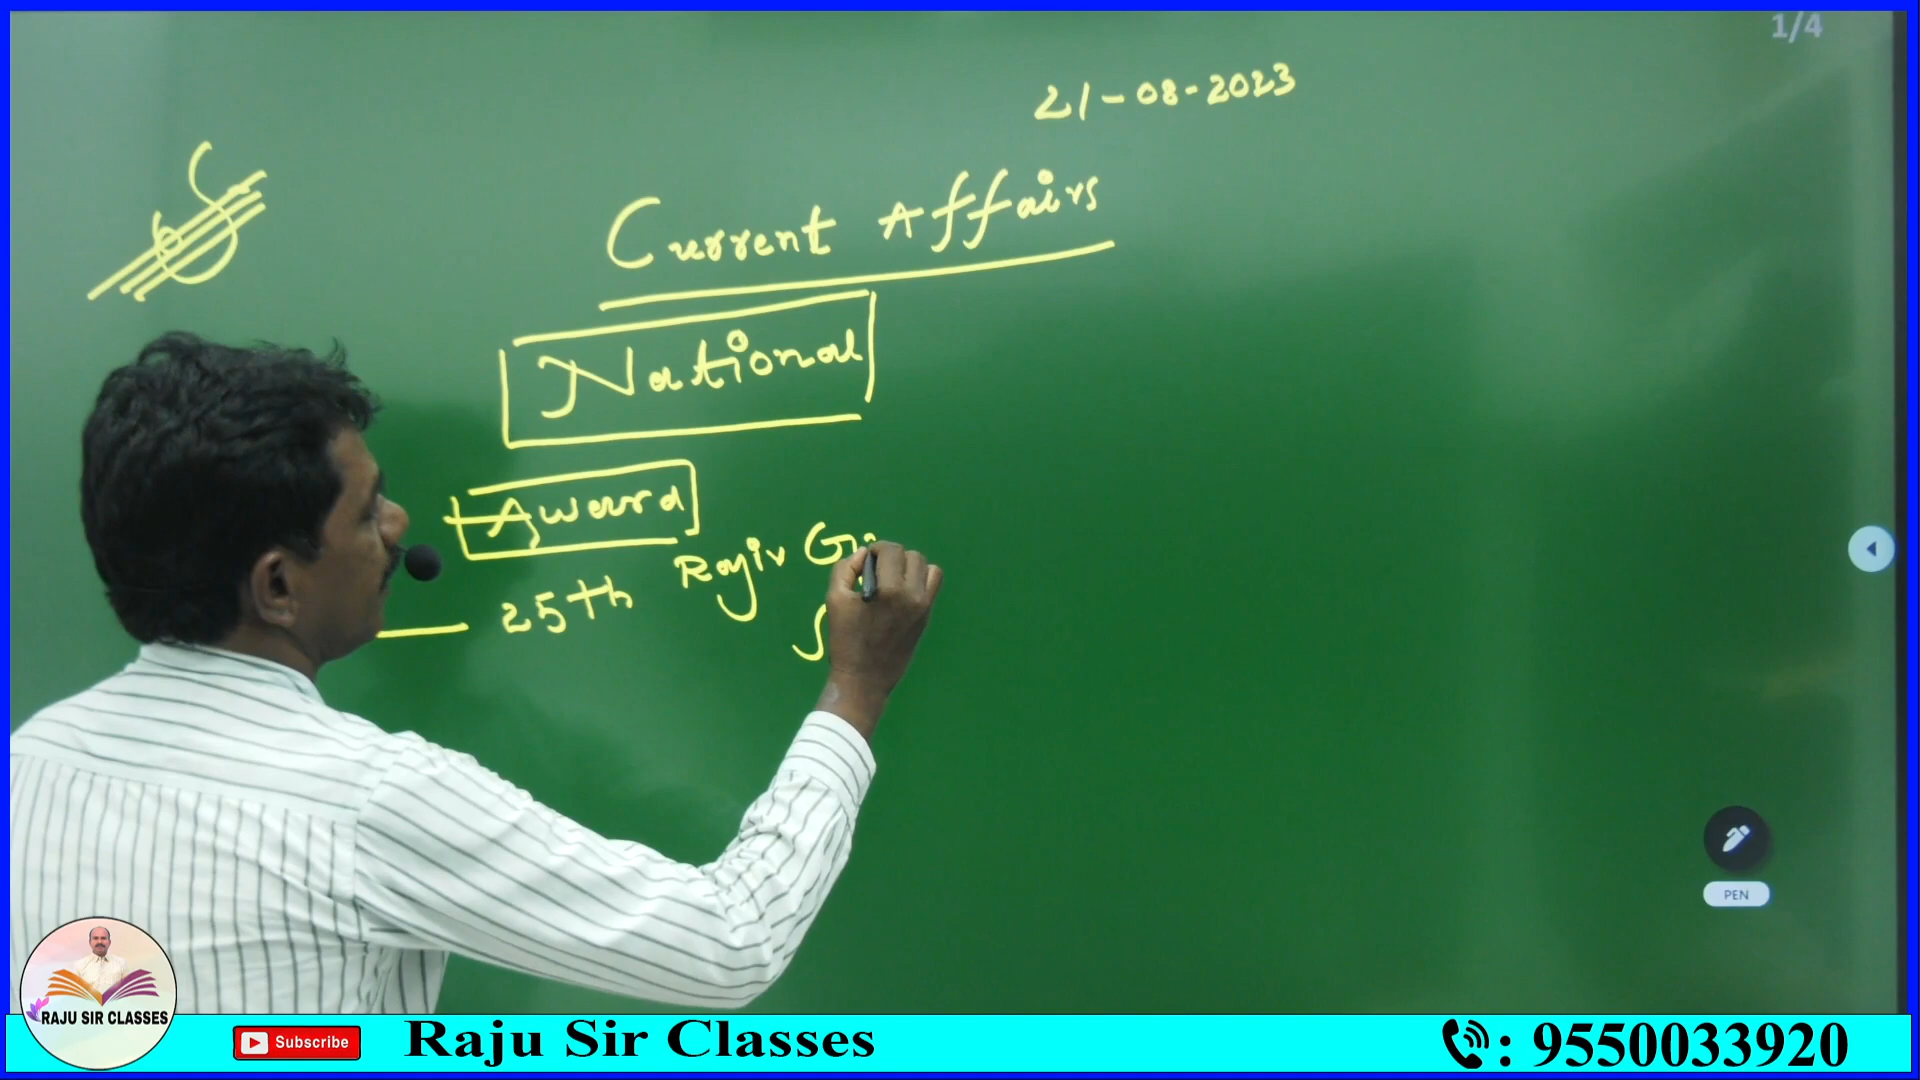 1/4
21-08-2023
Current Affairs
National
Award
25th Rajiv
PEN
RAJU SIR CLASSES
Subscribe
Raju Sir Classes
: 9550033920